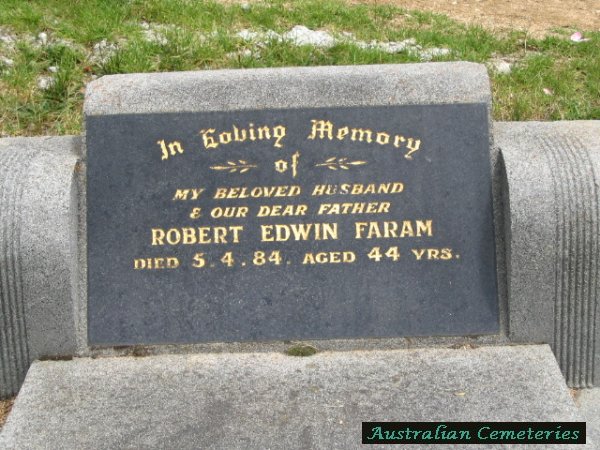 In Loving Memory
of
MY BELOVED HUSBAND
& OUR DEAR FATHER
ROBERT EDWIN FARAM
DIED 5.4.84. AGED 44 YRS.
Australian Cemeteries